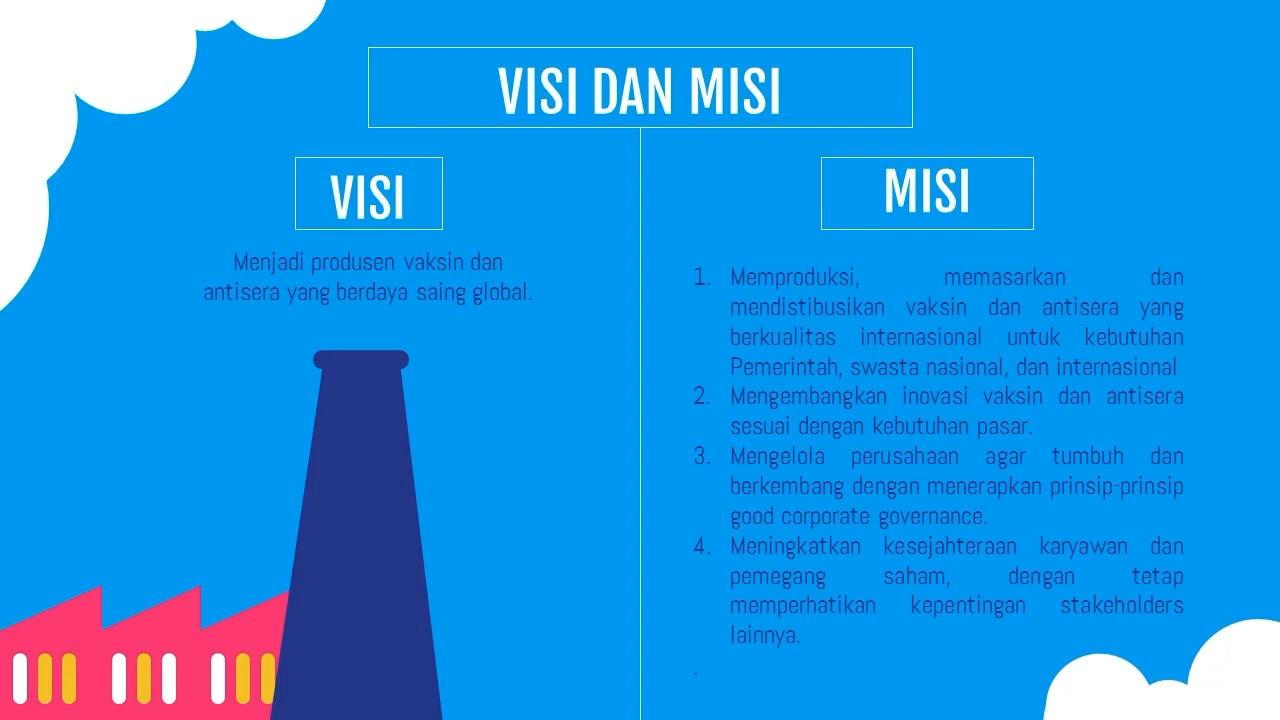 VISI DAN MISI
VISI
Menjadi produsen vaksin dan
antisera yang berdaya saing global.
MISI
1. Memproduksi, memasarkan dan
mendistibusikan vaksin dan antisera yang
berkualitas internasional untuk kebutuhan
Pemerintah, swasta nasional, dan internasional
2. Mengembangkan inovasi vaksin dan antisera
sesuai dengan kebutuhan pasar.
3. Mengelola perusahaan agar tumbuh dan
berkembang dengan menerapkan prinsip-prinsip
good corporate governance.
4. Meningkatkan kesejahteraan karyawan dan
pemegang saham, dengan tetap
memperhatikan kepentingan stakeholders
lainnya.
.